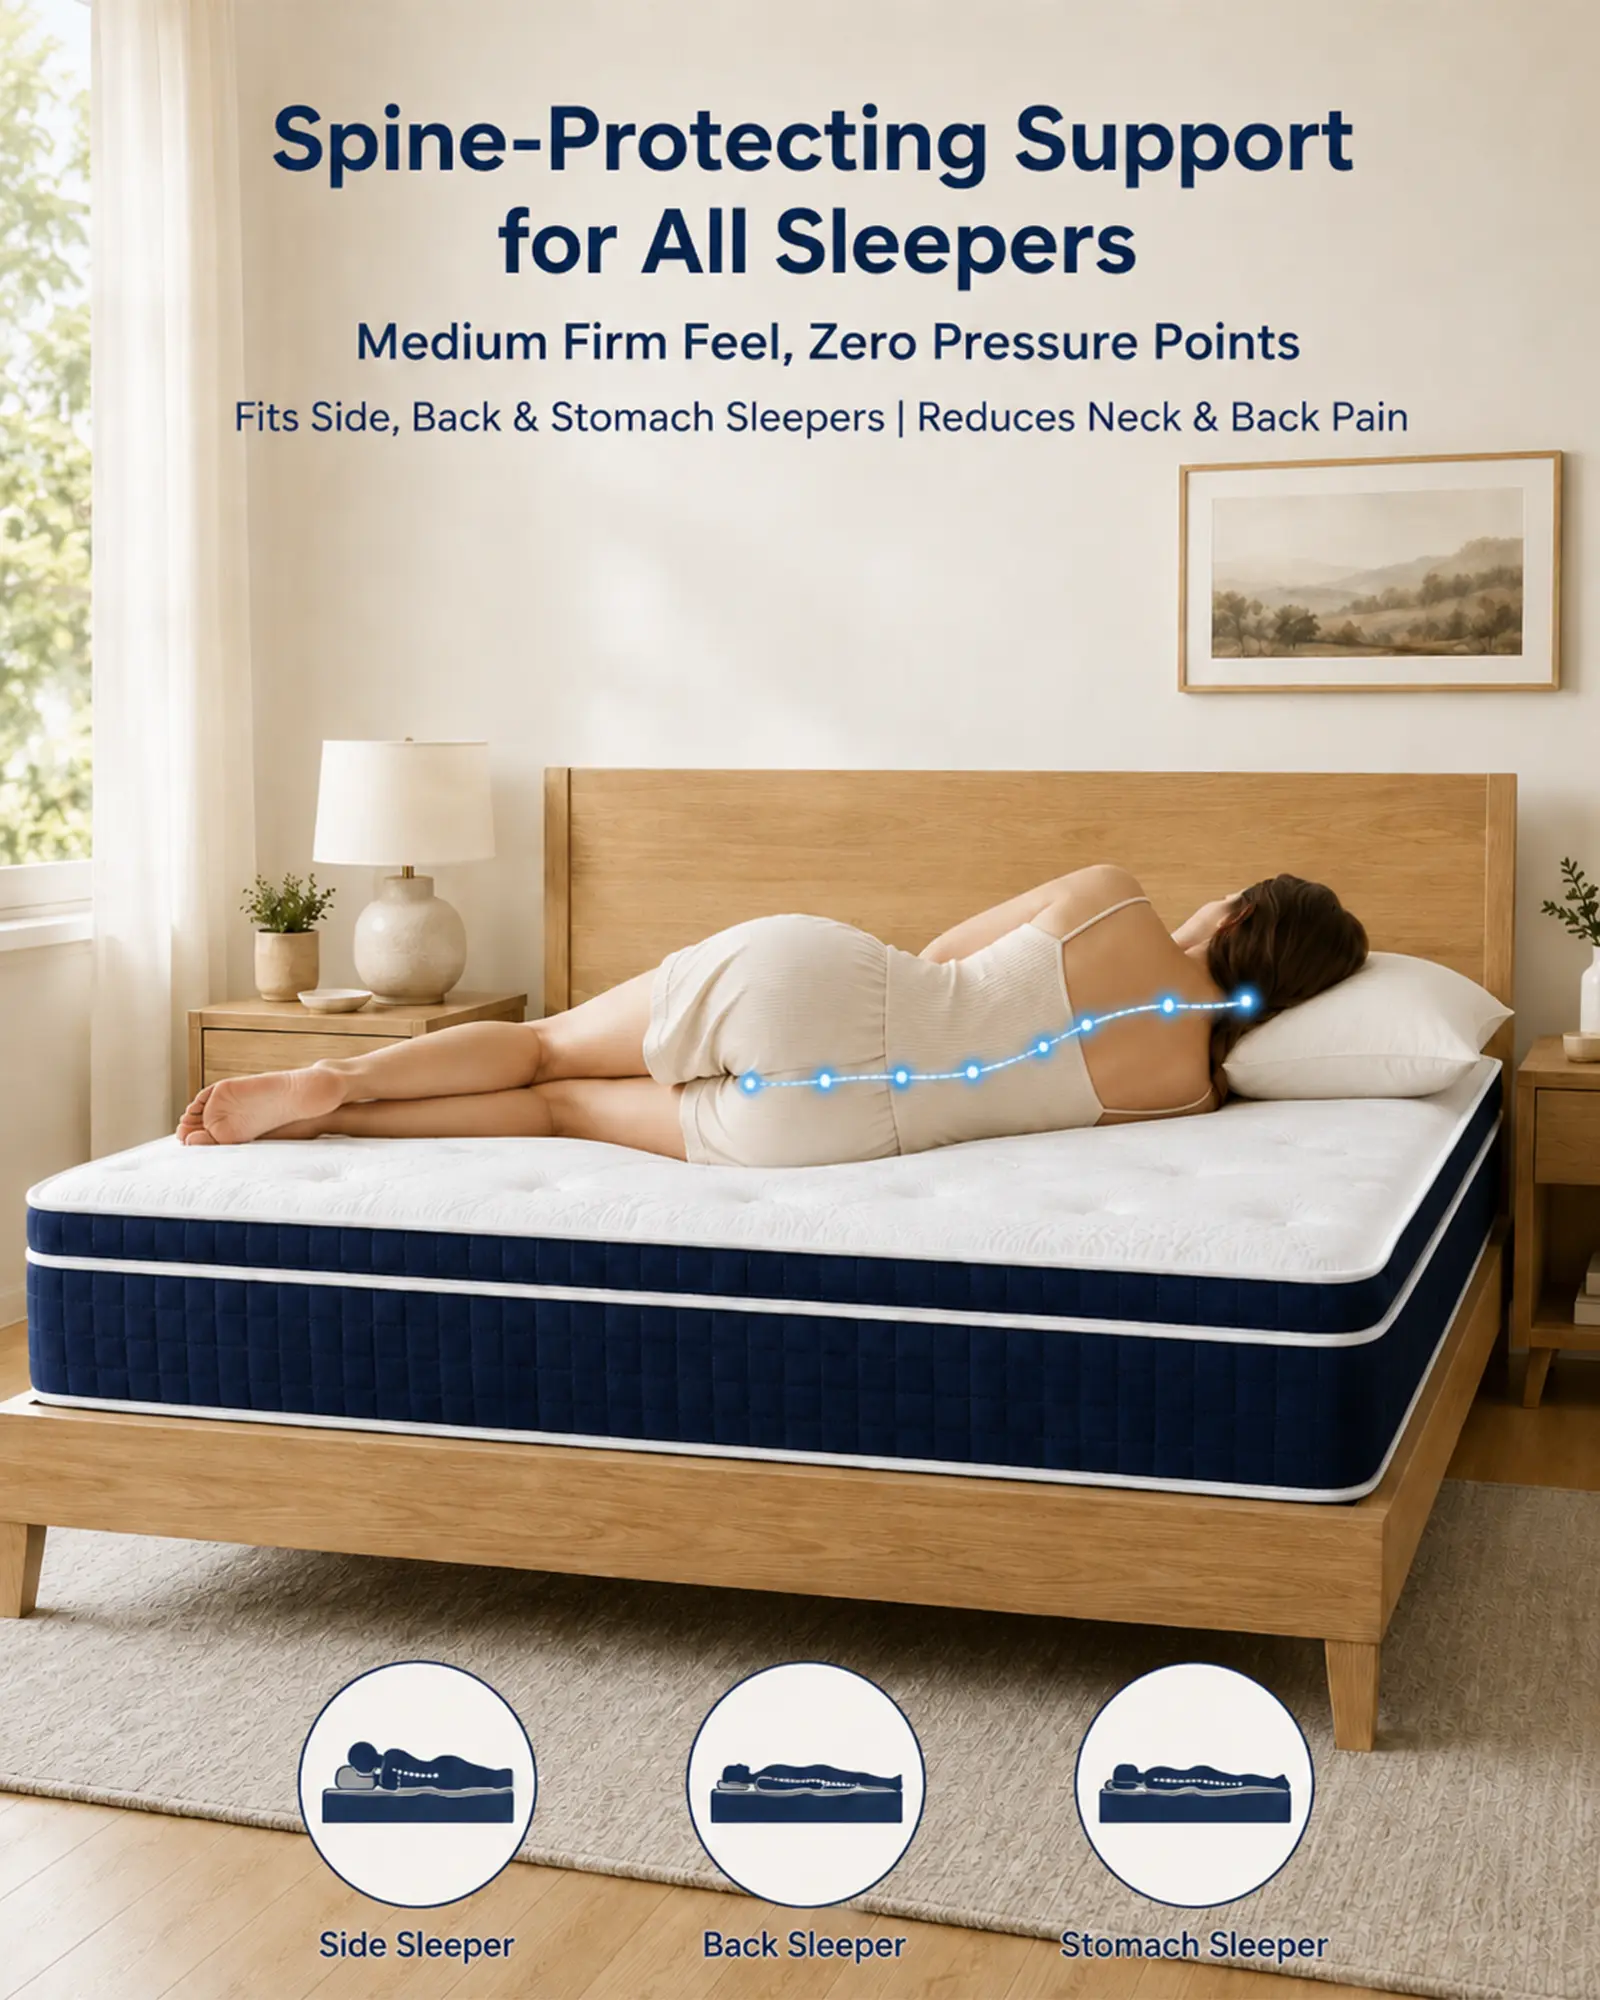 Spine-Protecting Support
for All Sleepers
Medium Firm Feel, Zero Pressure Points
Fits Side, Back & Stomach Sleepers | Reduces Neck & Back Pain
Side Sleeper
Back Sleeper
Stomach Sleeper